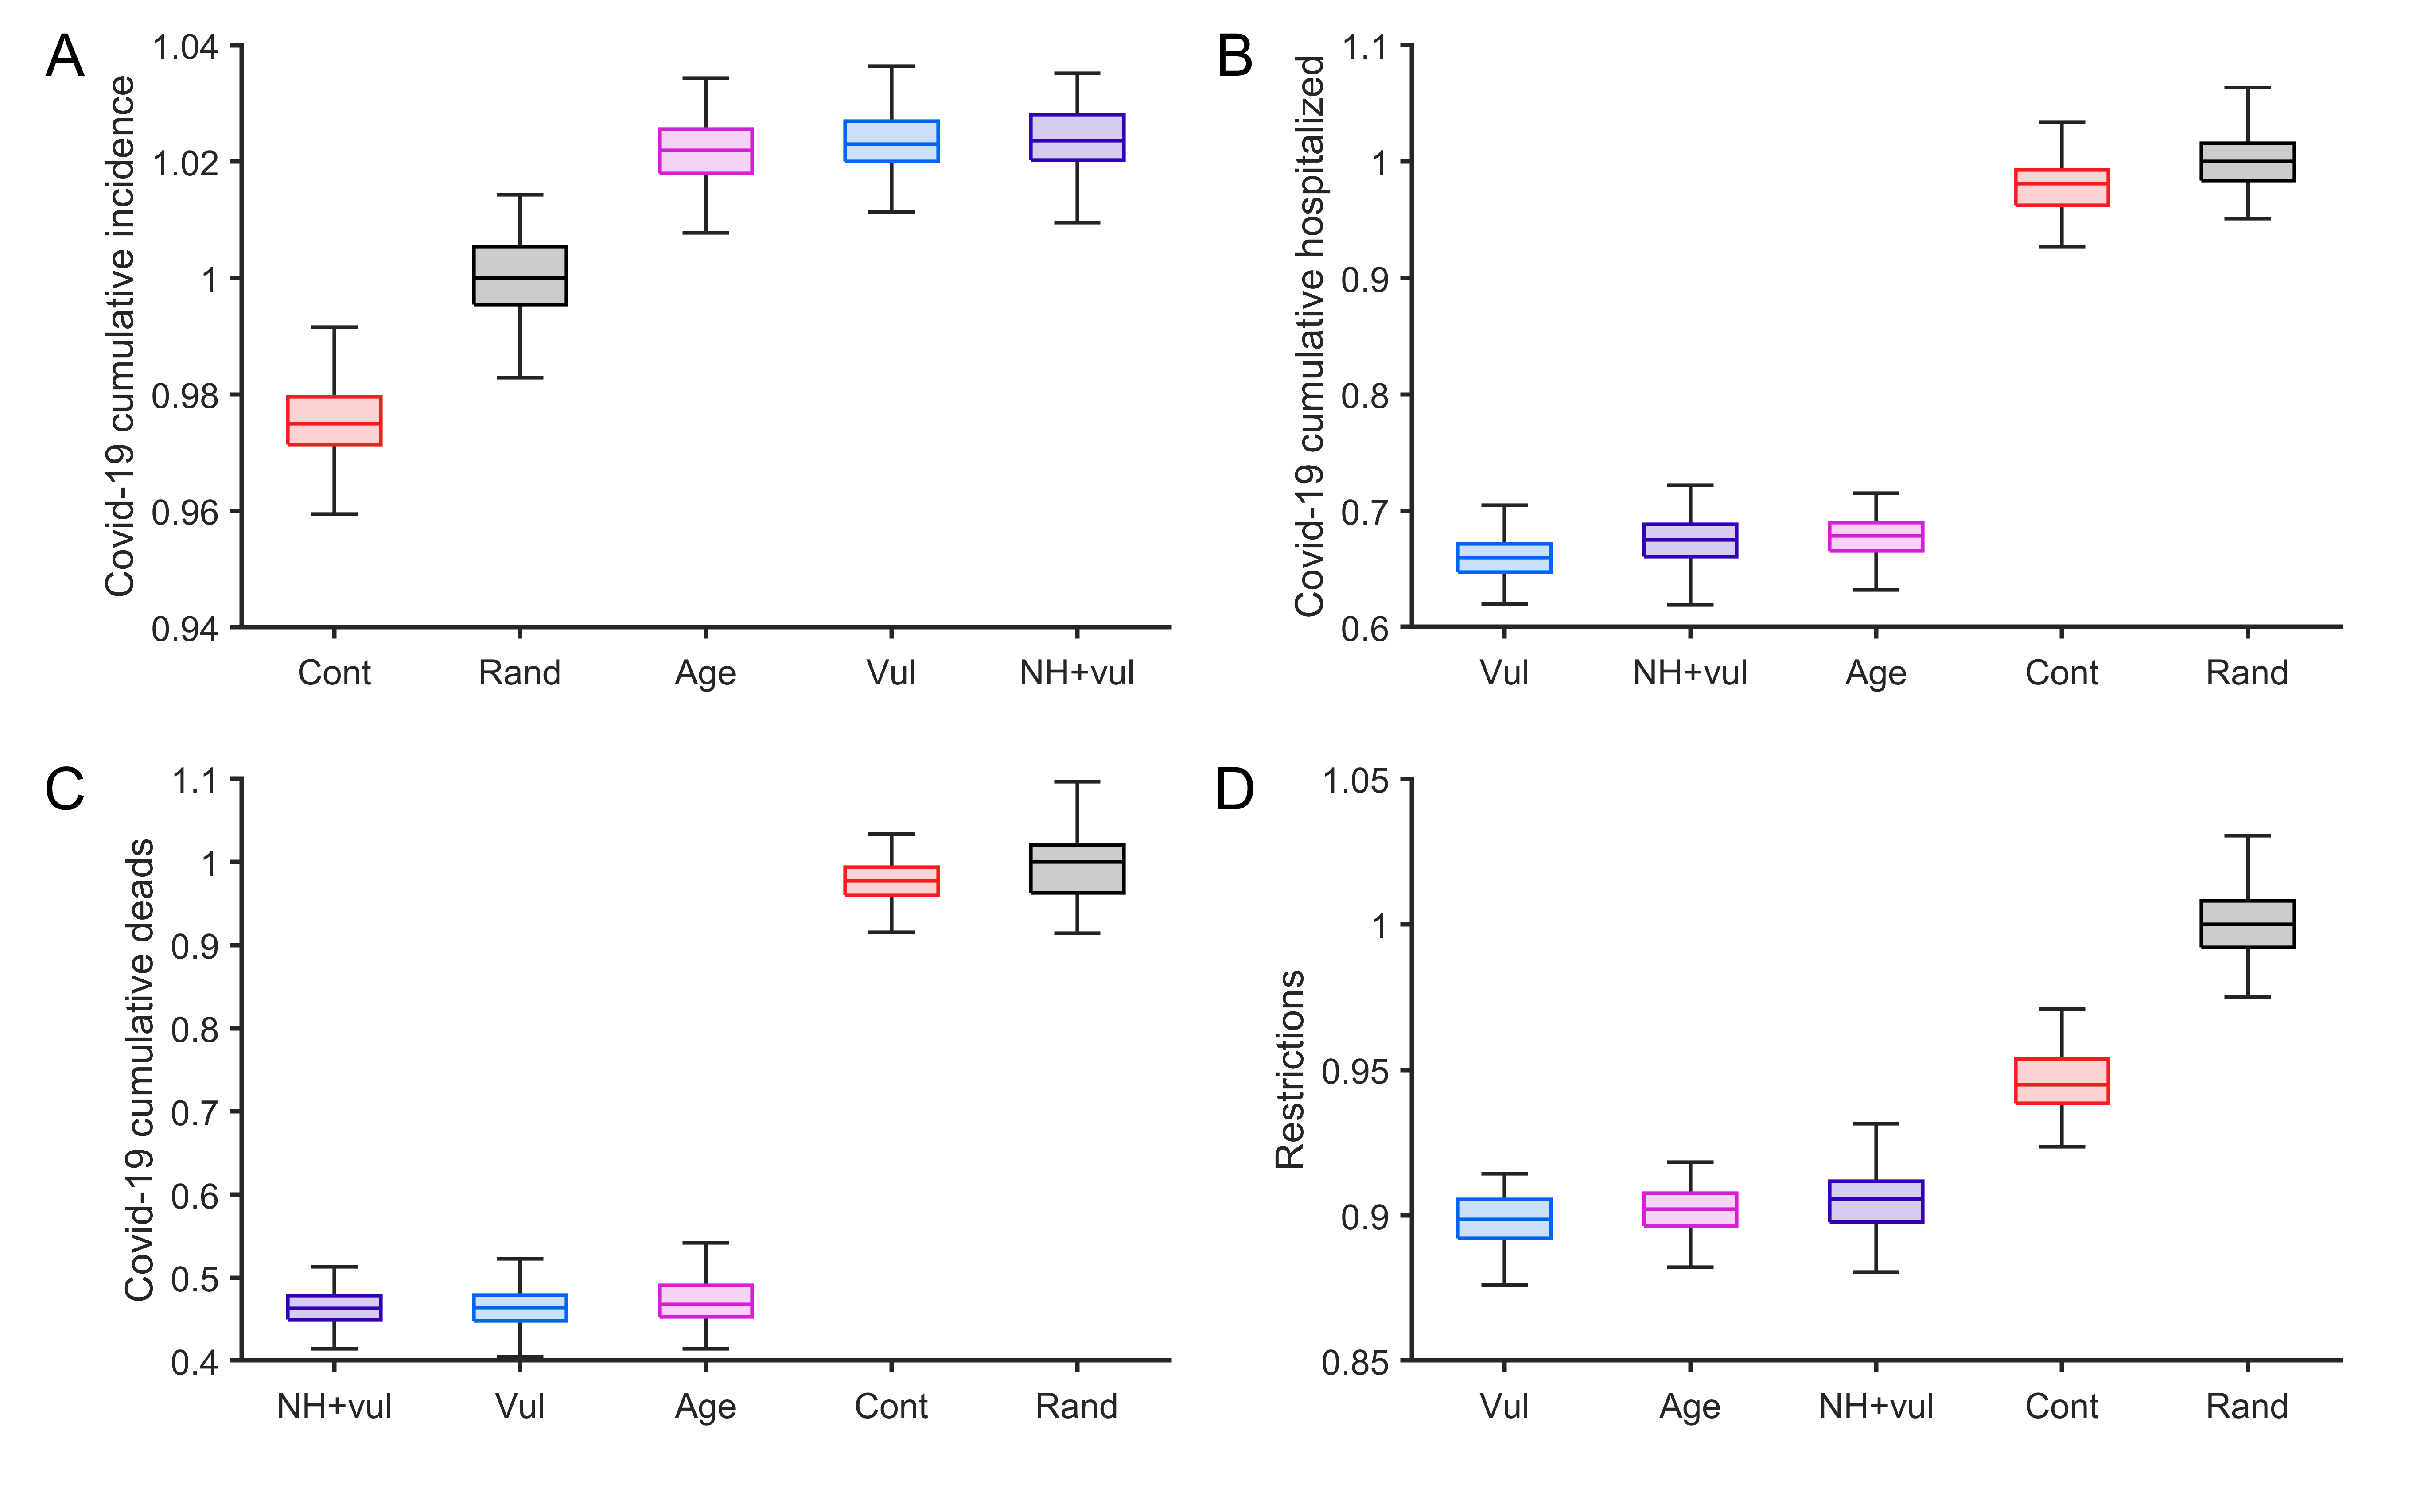 A
Covid-19 cumulative incidence
1.04
1.02
1
0.98
0.96
0.94
Cont Rand Age Vul NH+vul
B
Covid-19 cumulative hospitalized
1.1
1
0.9
0.8
0.7
0.6
Vul NH+vul Age Cont Rand
C
Covid-19 cumulative deads
1.1
1
0.9
0.8
0.7
0.6
0.5
0.4
NH+vul Vul Age Cont Rand
D
Restrictions
1.05
1
0.95
0.9
0.85
Vul Age NH+vul Cont Rand